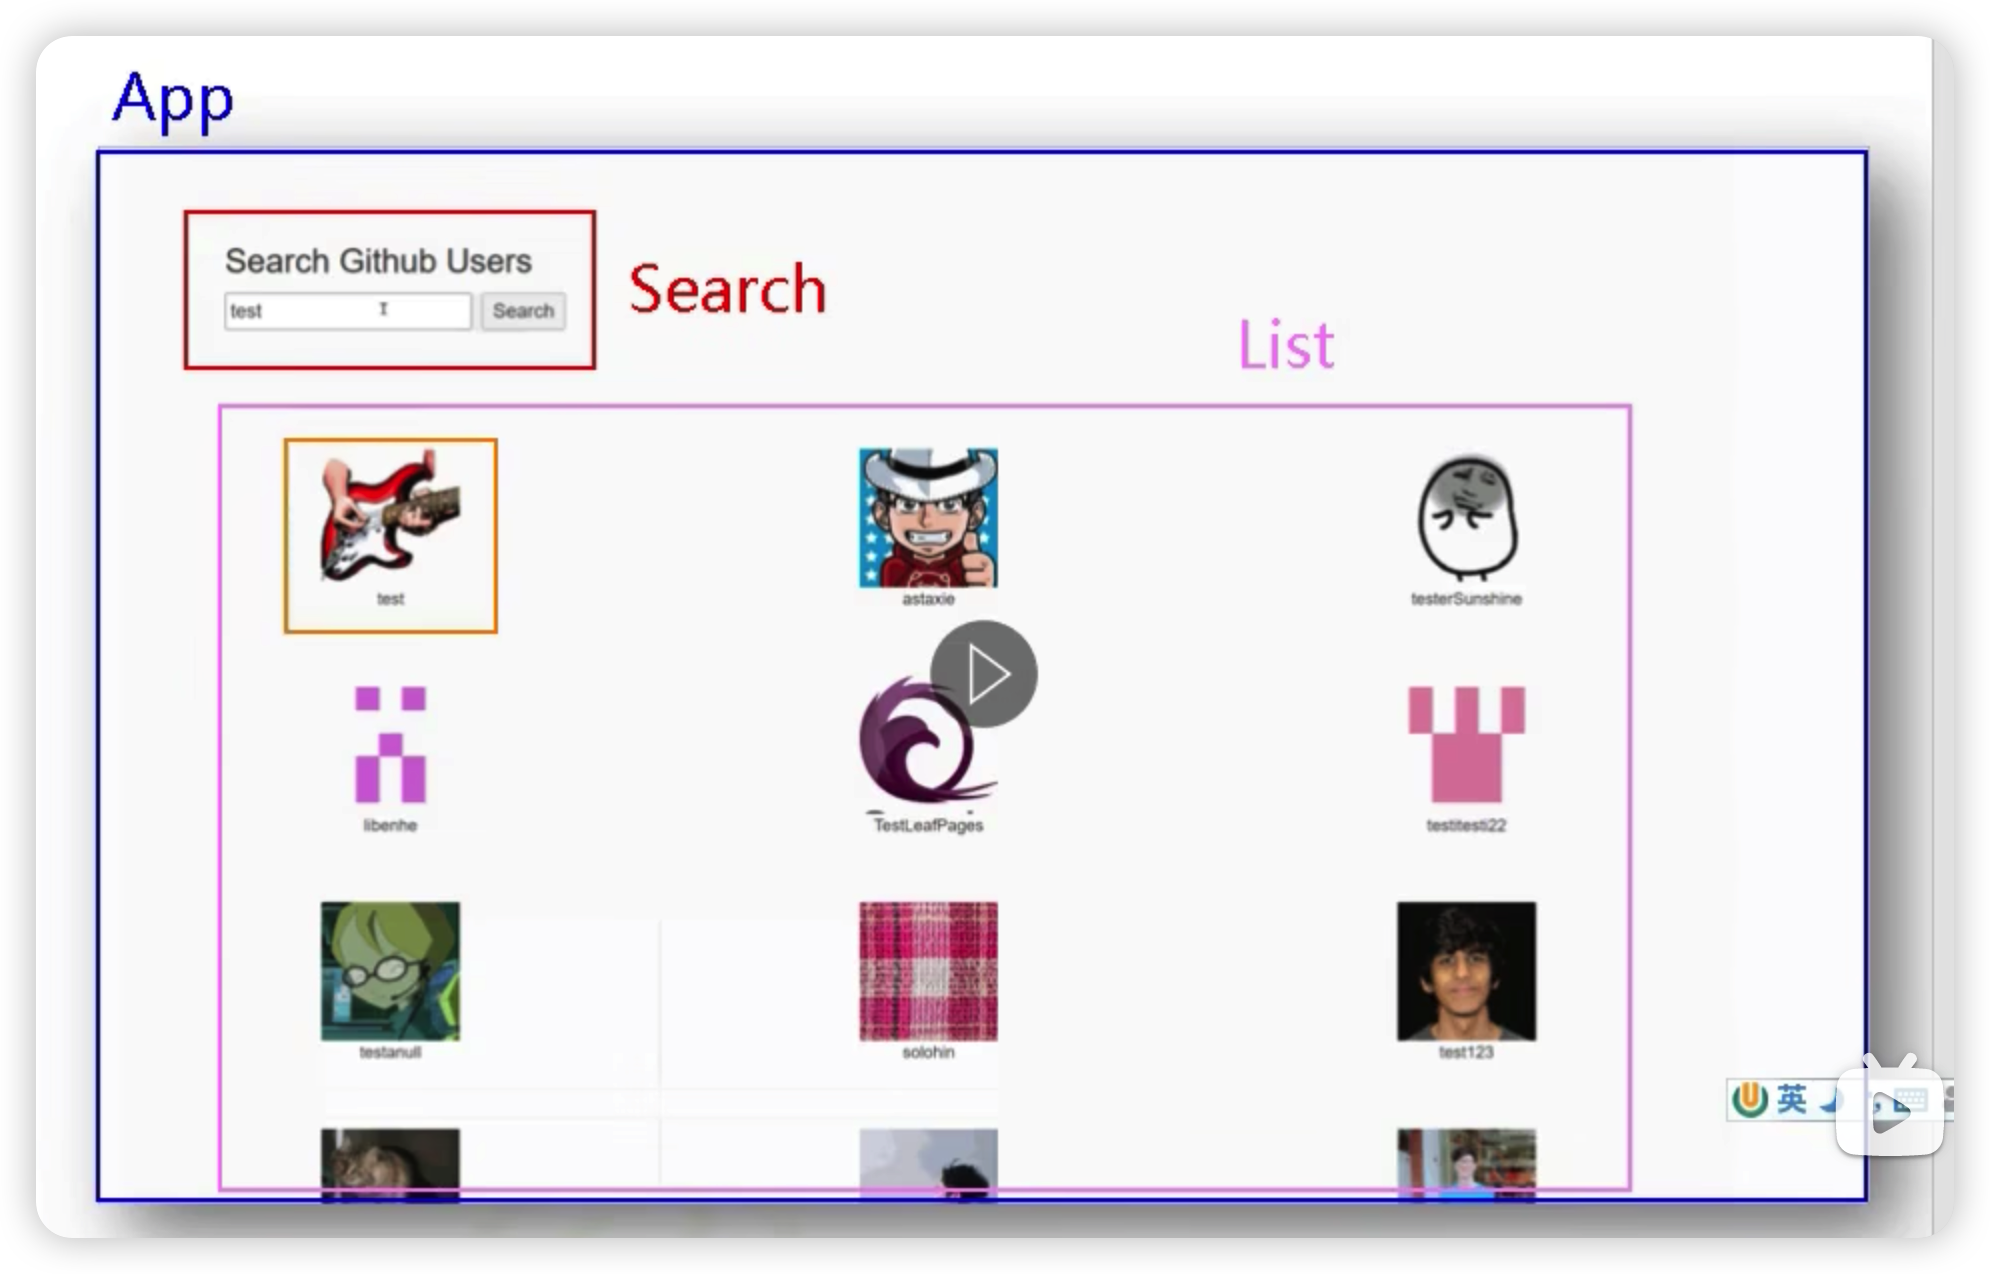 App
Search Github Users
test
Search
Search
List
test
astaxie
testerSunshine
libenhe
TestLeafPages
testitesti22
testanull
solohin
test123
英